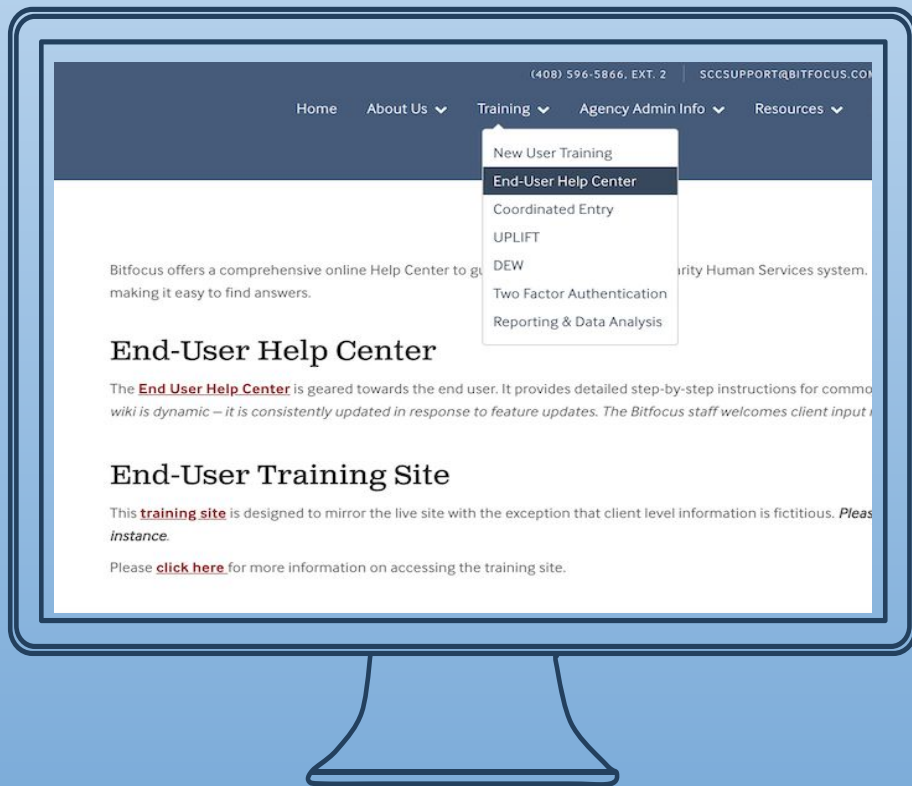 (408) 596-5866, EXT. 2 SCCSUPPORT@BITFOCUS.COM
Home About Us Training Agency Admin Info Resources
New User Training
End-User Help Center
Coordinated Entry
UPLIFT
DEW
Two Factor Authentication
Reporting & Data Analysis
Bitfocus offers a comprehensive online Help Center to Human Services system.
making it easy to find answers.
End-User Help Center
The End User Help Center is geared towards the end user. It provides detailed step-by-step instructions for
wiki is dynamic – it is consistently updated in response to feature updates. The Bitfocus staff welcomes client input
End-User Training Site
This training site is designed to mirror the live site with the exception that client level information is fictitious.
instance.
Please click here for more information on accessing the training site.